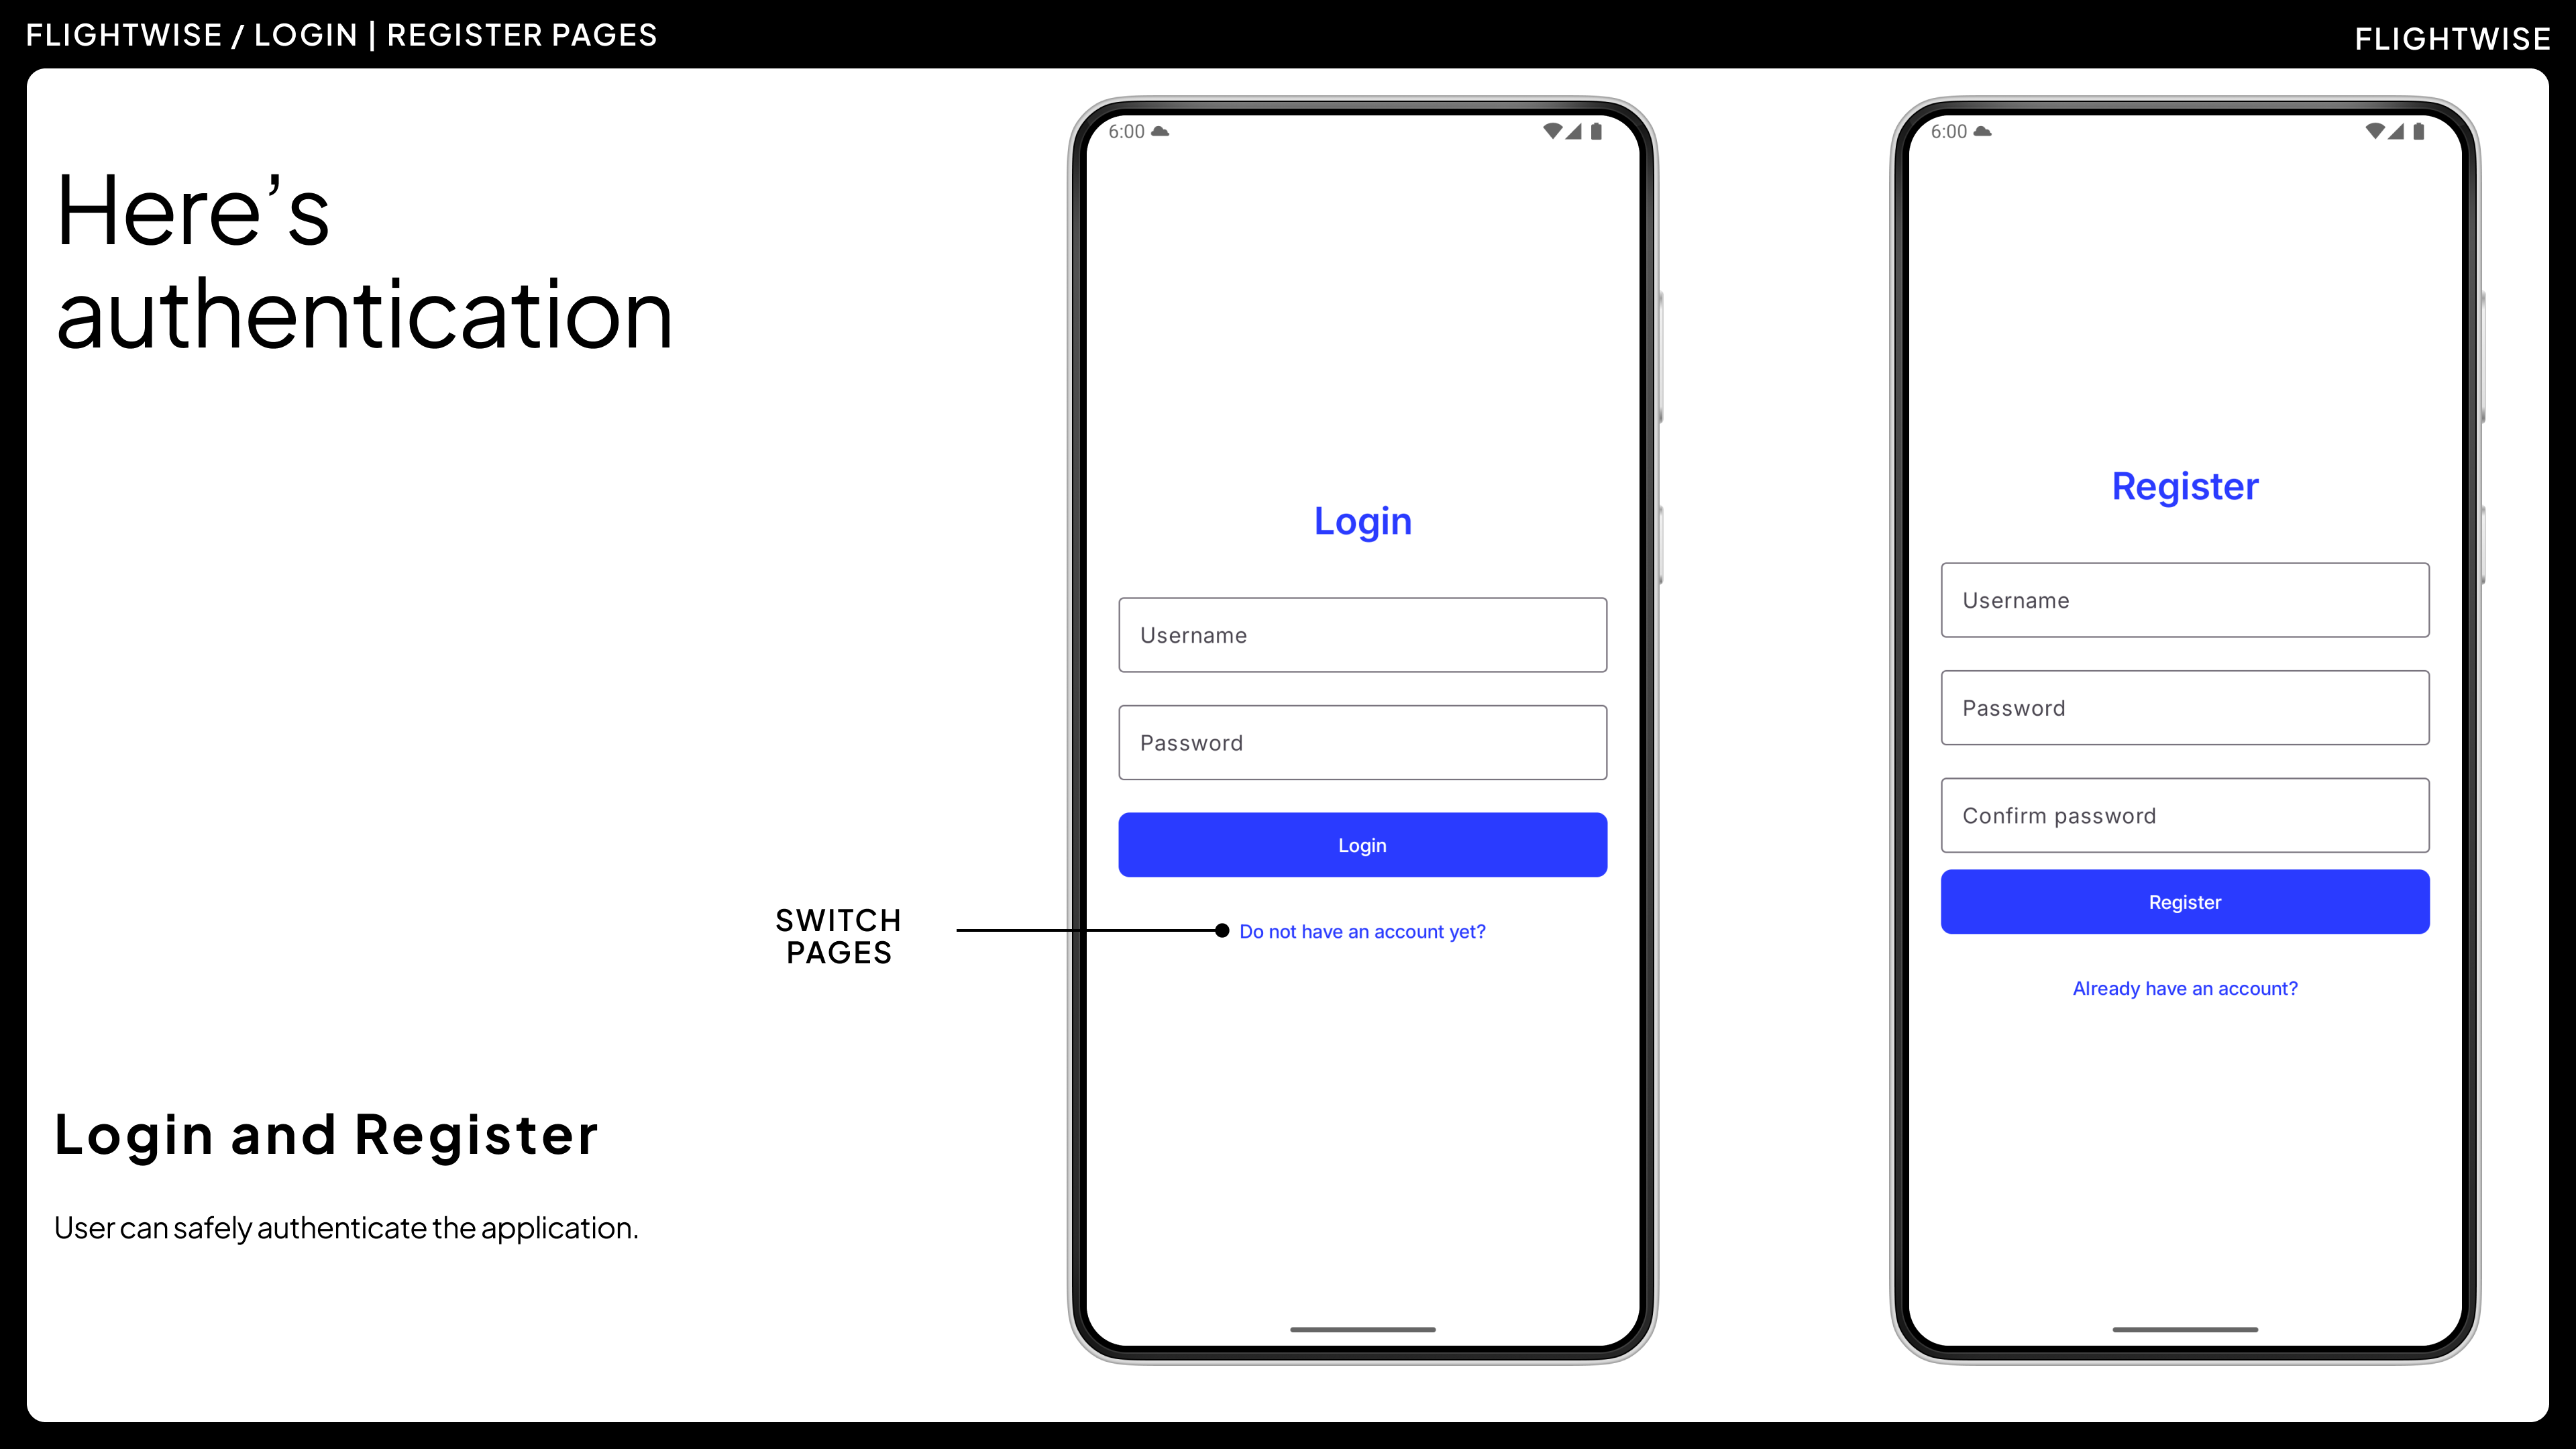 FLIGHTWISE / LOGIN | REGISTER PAGES
FLIGHTWISE
Here’s
authentication
SWITCH
PAGES
Login and Register
User can safely authenticate the application.
6:00
Login
Username
Password
Login
Do not have an account yet?
6:00
Register
Username
Password
Confirm password
Register
Already have an account?